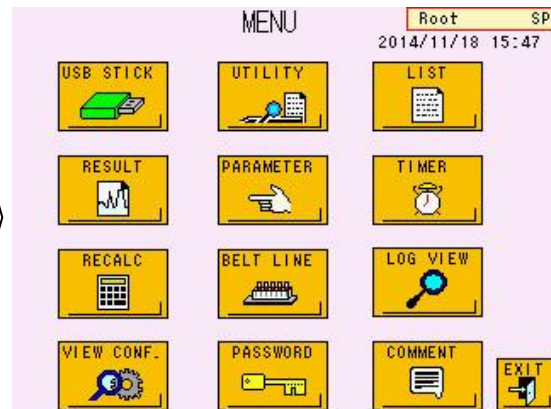 MENU
Root SP
2014/11/18 15:47
USB STICK
UTILITY
LIST
RESULT
PARAMETER
TIMER
RECALC
BELT LINE
LOG VIEW
VIEW CONF.
PASSWORD
COMMENT
EXIT